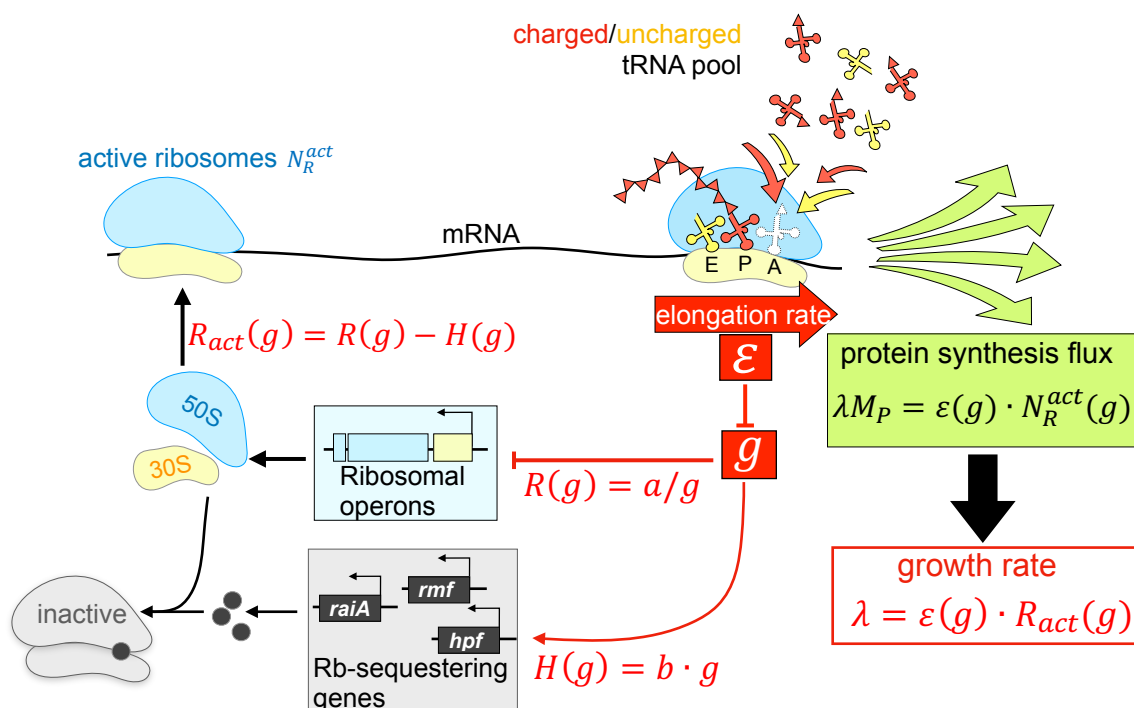 charged/uncharged
tRNA pool
active ribosomes $N_R^{act}$
mRNA
E P A
elongation rate
ε
g
$R_{act}(g) = R(g) - H(g)$
protein synthesis flux
$\lambda M_P = \varepsilon(g) \cdot N_R^{act}(g)$
50S
30S
Ribosomal
operons
$R(g) = a/g$
growth rate
$\lambda = \varepsilon(g) \cdot R_{act}(g)$
inactive
raiA
rmf
hpf
Rb-sequestering
genes
$H(g) = b \cdot g$